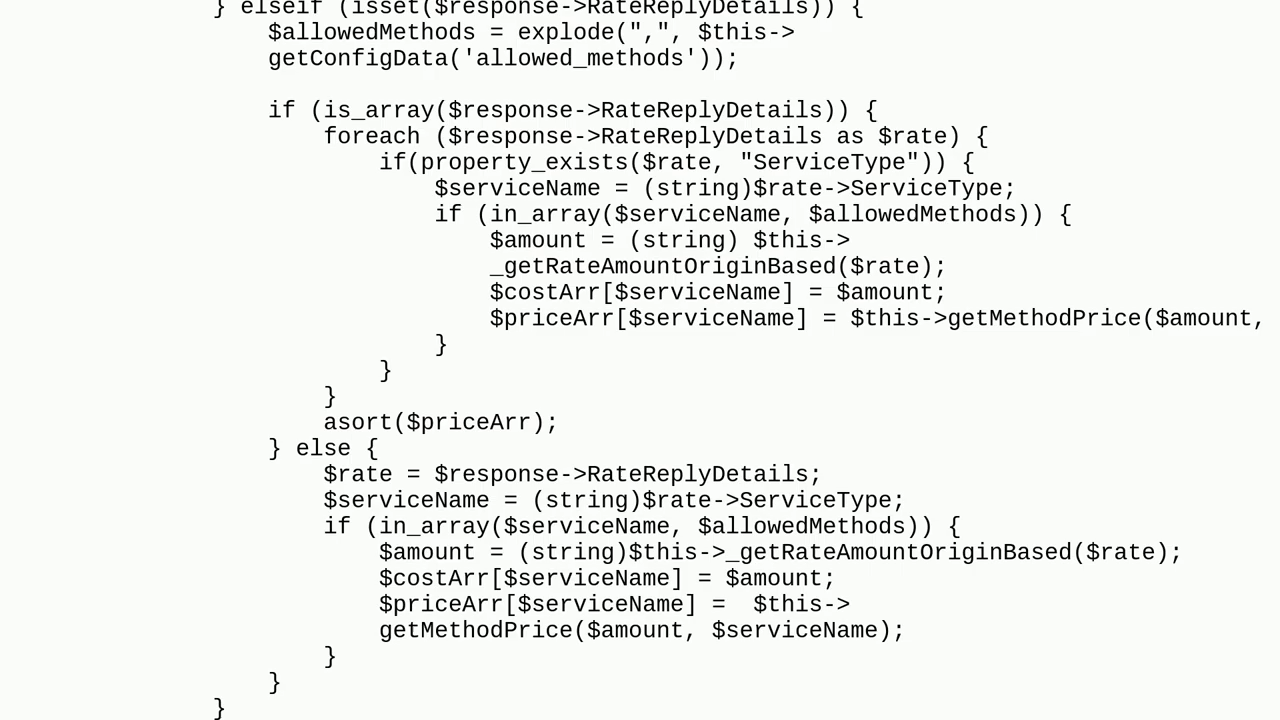 } elseif (isset($response->RateReplyDetails)) {
$allowedMethods = explode(",", $this->
getConfigData('allowed_methods'));
if (is_array($response->RateReplyDetails)) {
foreach ($response->RateReplyDetails as $rate) {
if(property_exists($rate, "ServiceType")) {
$serviceName = (string)$rate->ServiceType;
if (in_array($serviceName, $allowedMethods)) {
$amount = (string) $this->
_getRateAmountOriginBased($rate);
$costArr[$serviceName] = $amount;
$priceArr[$serviceName] = $this->getMethodPrice($amount,
}
}
}
asort($priceArr);
} else {
$rate = $response->RateReplyDetails;
$serviceName = (string)$rate->ServiceType;
if (in_array($serviceName, $allowedMethods)) {
$amount = (string)$this->_getRateAmountOriginBased($rate);
$costArr[$serviceName] = $amount;
$priceArr[$serviceName] =  $this->
getMethodPrice($amount, $serviceName);
}
}
}